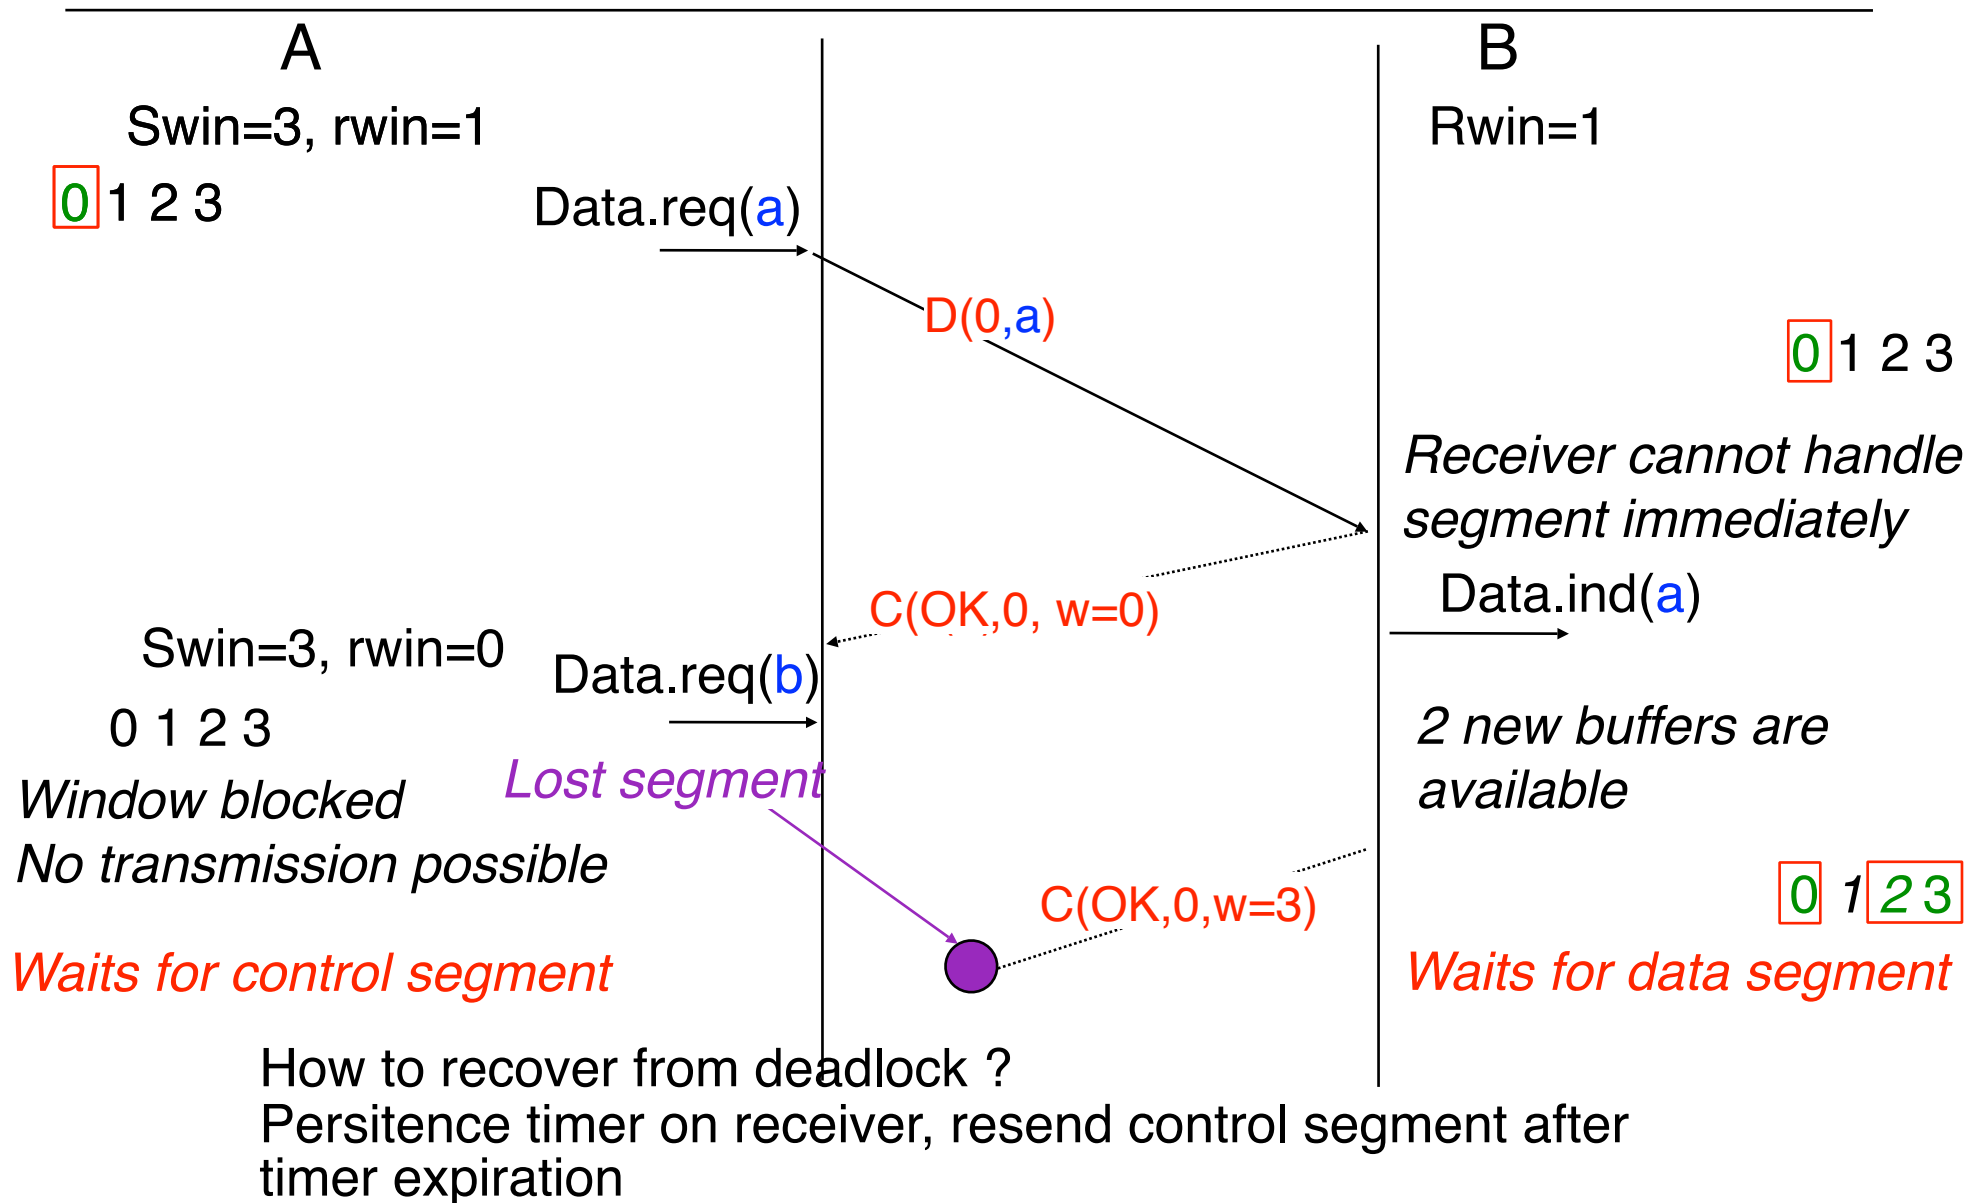 A
B
Swin=3, rwin=1
Rwin=1
0 1 2 3
Data.req(a)
D(0,a)
0 1 2 3
Receiver cannot handle
segment immediately
C(OK,0, w=0)
Data.ind(a)
Swin=3, rwin=0
Data.req(b)
0 1 2 3
2 new buffers are
available
Window blocked
No transmission possible
Lost segment
C(OK,0,w=3)
0 1 2 3
Waits for control segment
Waits for data segment
How to recover from deadlock ?
Persitence timer on receiver, resend control segment after
timer expiration